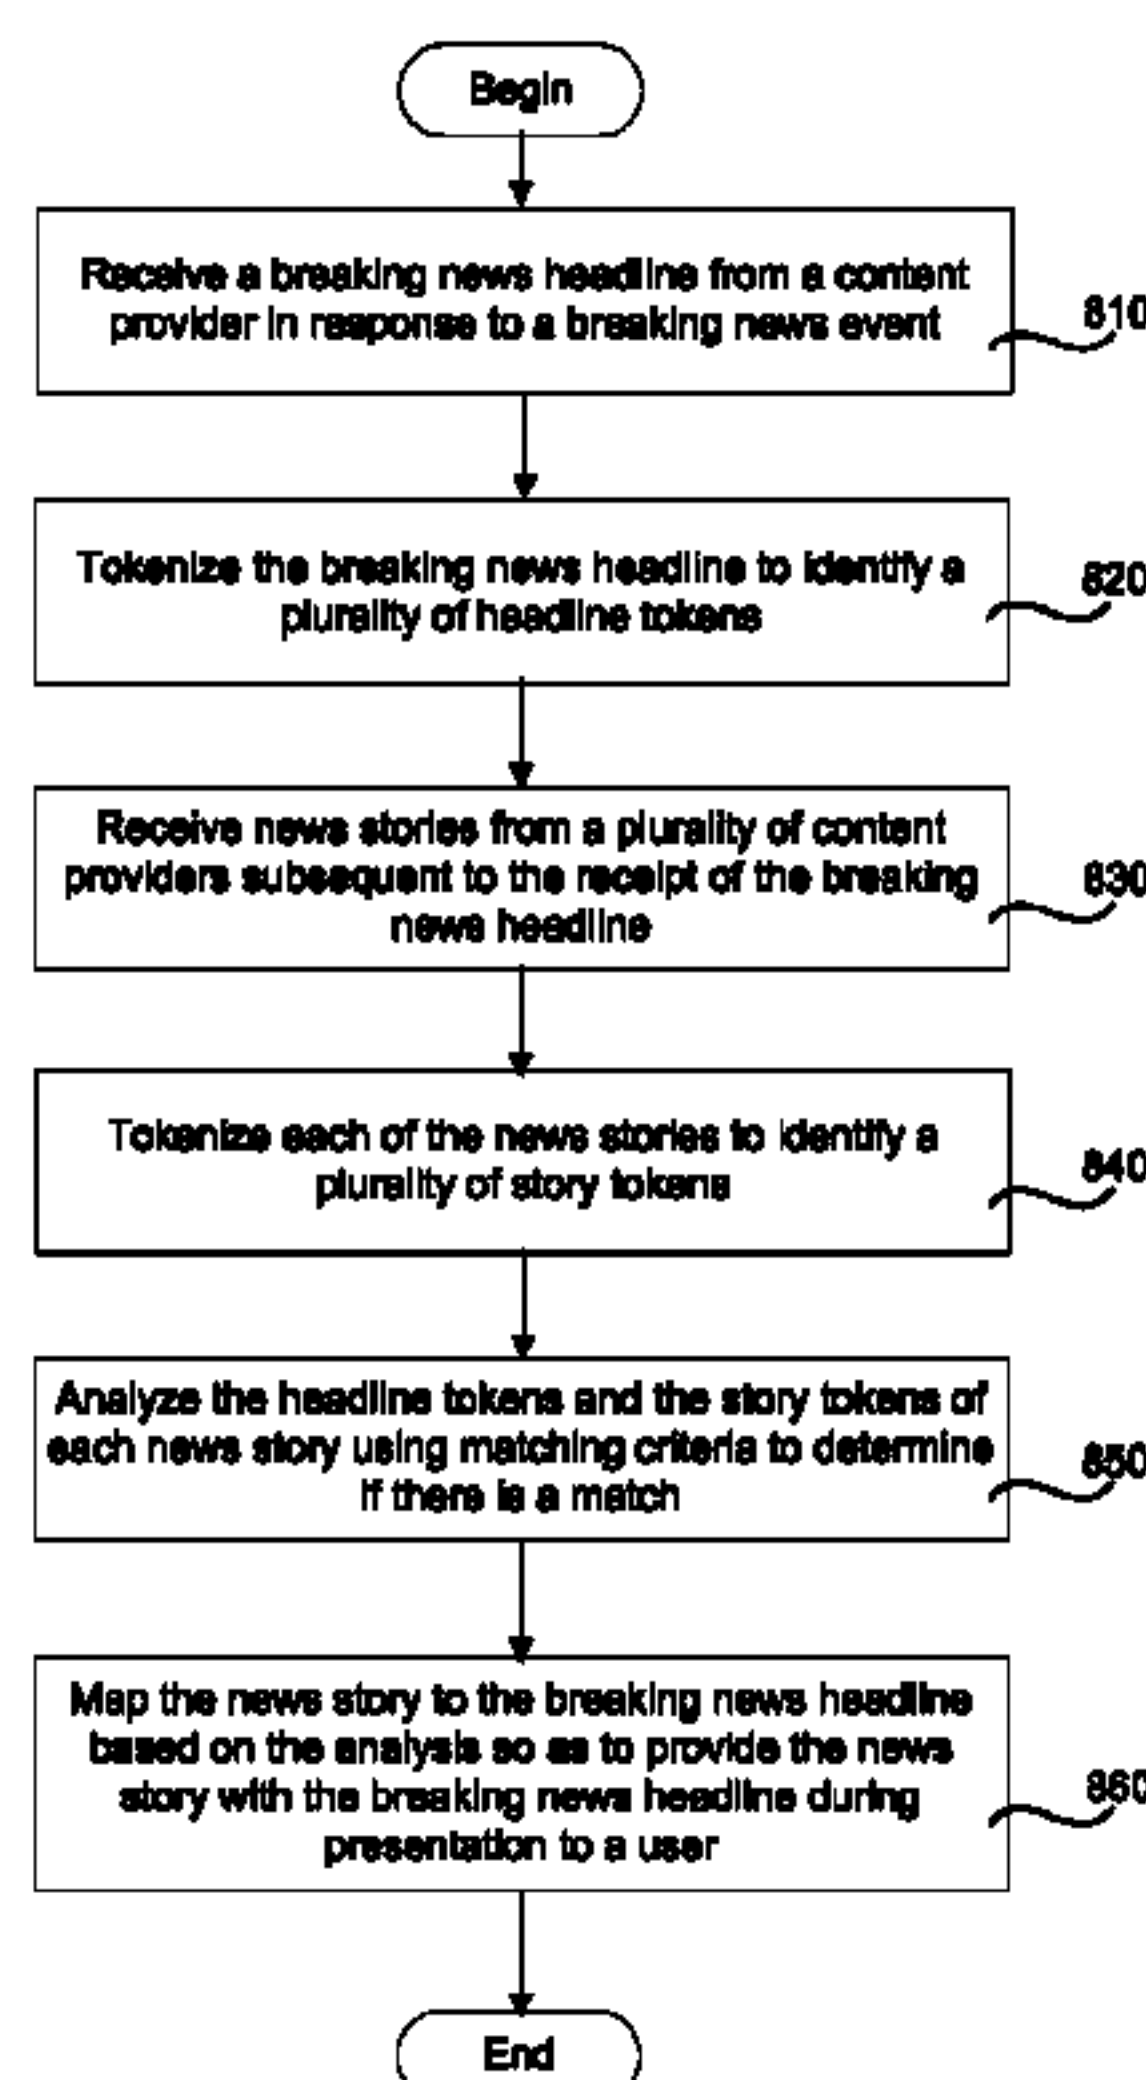 Begin
Receive a breaking news headline from a content
provider in response to a breaking news event
810
Tokenize the breaking news headline to identify a
plurality of headline tokens
820
Receive news stories from a plurality of content
providers subsequent to the receipt of the breaking
news headline
830
Tokenize each of the news stories to identify a
plurality of story tokens
840
Analyze the headline tokens and the story tokens of
each news story using matching criteria to determine
if there is a match
850
Map the news story to the breaking news headline
based on the analysis so as to provide the news
story with the breaking news headline during
presentation to a user
860
End